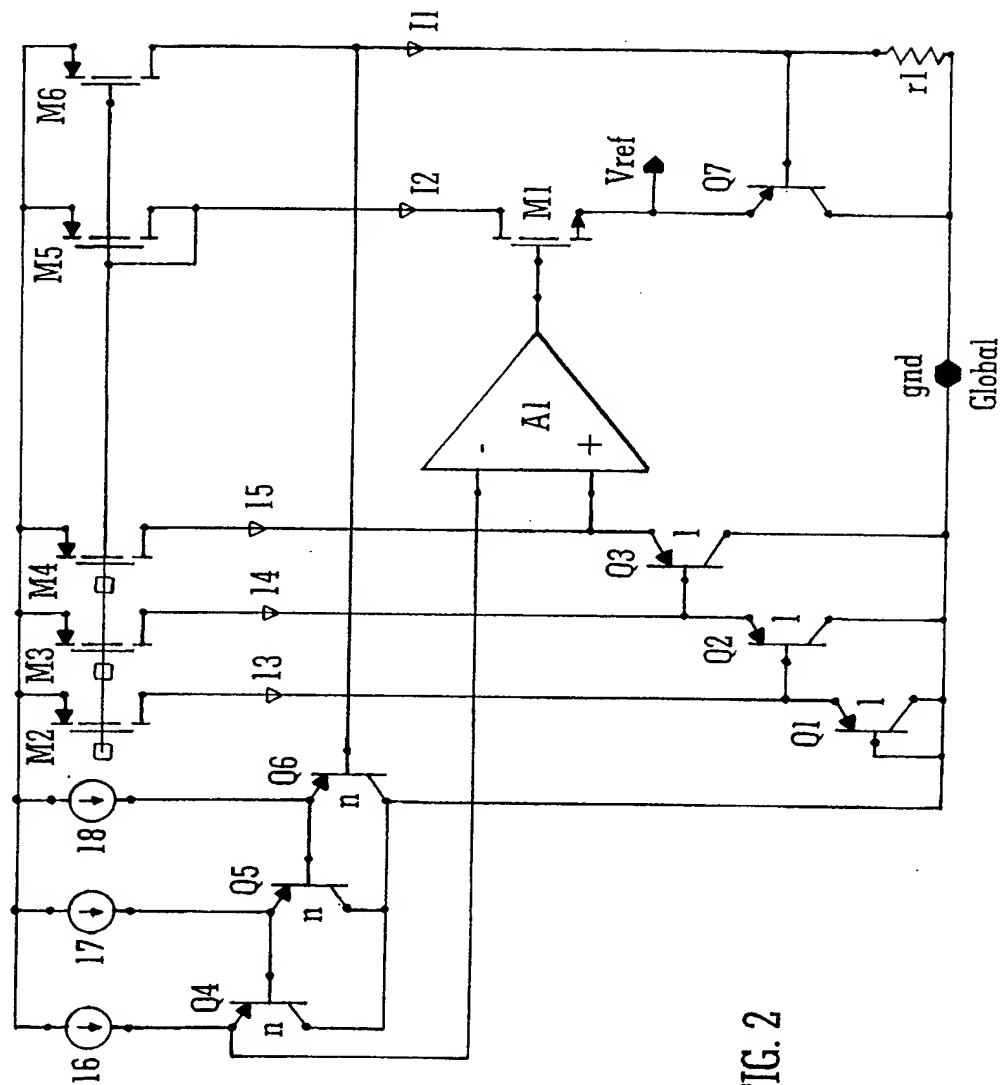 M6
I1
M5
I2
M4
I5
M3
I4
M2
I3
I8
I7
I6
Q6
n
Q5
n
Q4
n
A1
-
+
M1
Vref
Q7
r1
Q3
1
Q2
1
Q1
1
gnd
Global
FIG. 2